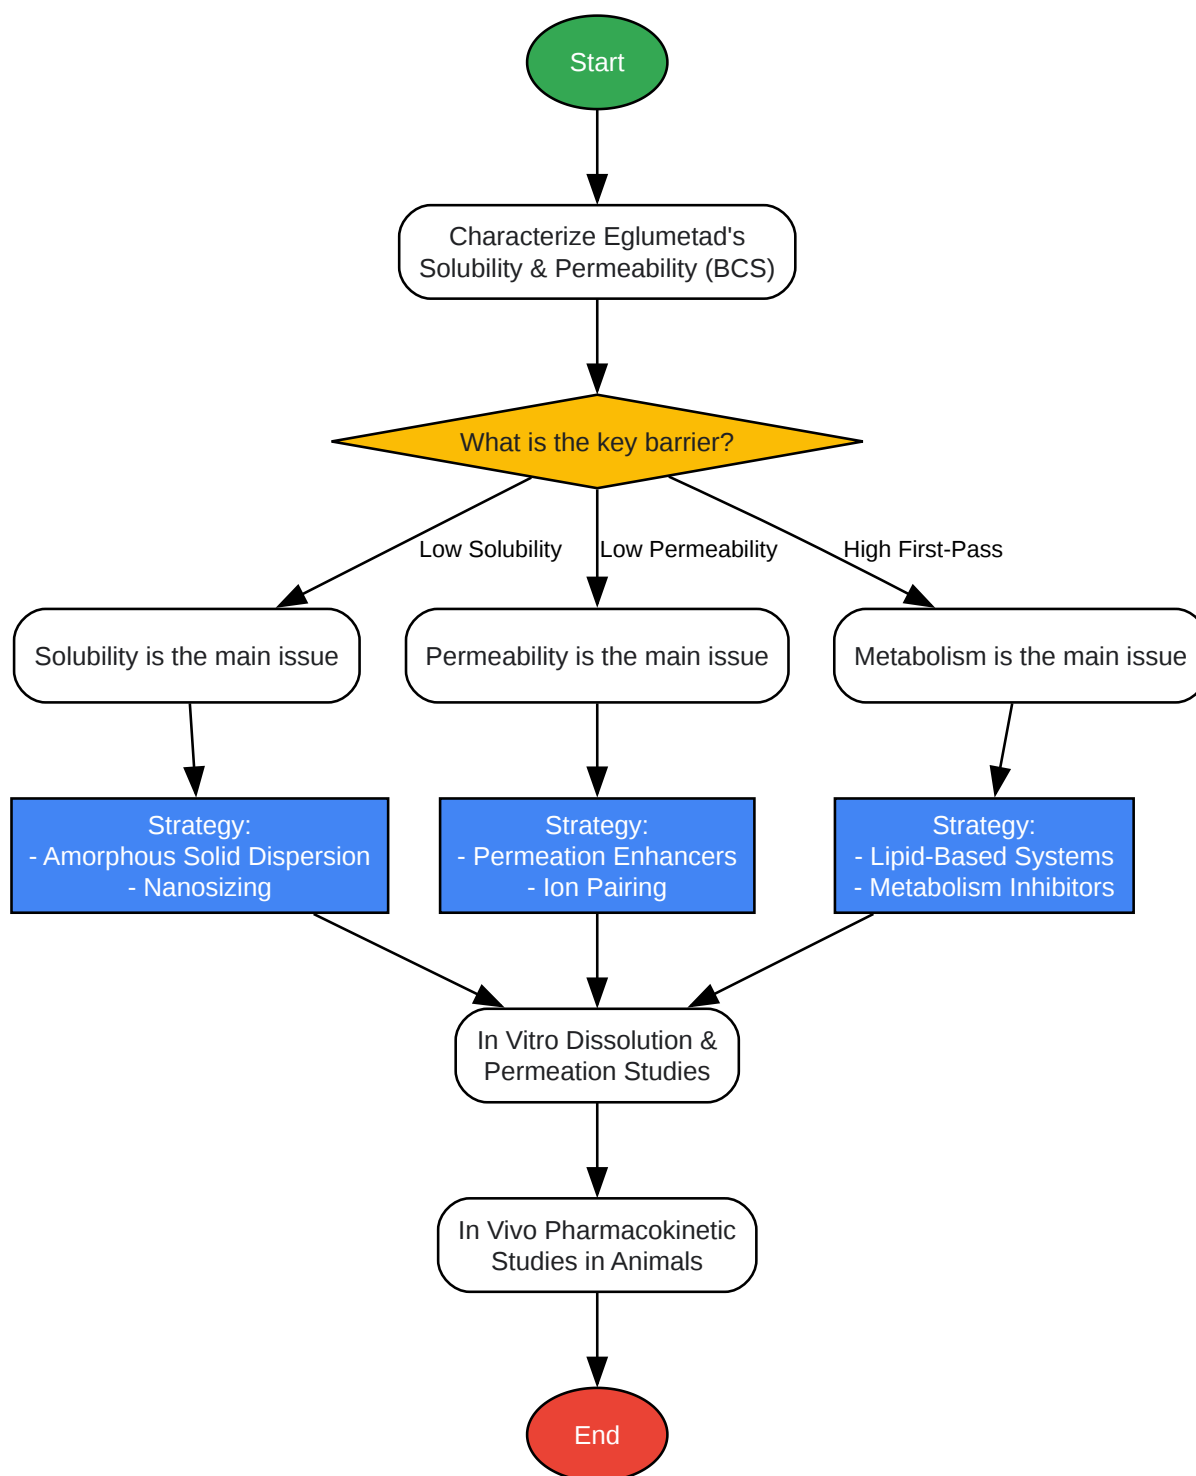 Start
Characterize Eglumetad's
Solubility & Permeability (BCS)
What is the key barrier?
Low Solubility
Low Permeability
High First-Pass
Solubility is the main issue
Permeability is the main issue
Metabolism is the main issue
Strategy:
- Amorphous Solid Dispersion
- Nanosizing
Strategy:
- Permeation Enhancers
- Ion Pairing
Strategy:
- Lipid-Based Systems
- Metabolism Inhibitors
In Vitro Dissolution &
Permeation Studies
In Vivo Pharmacokinetic
Studies in Animals
End